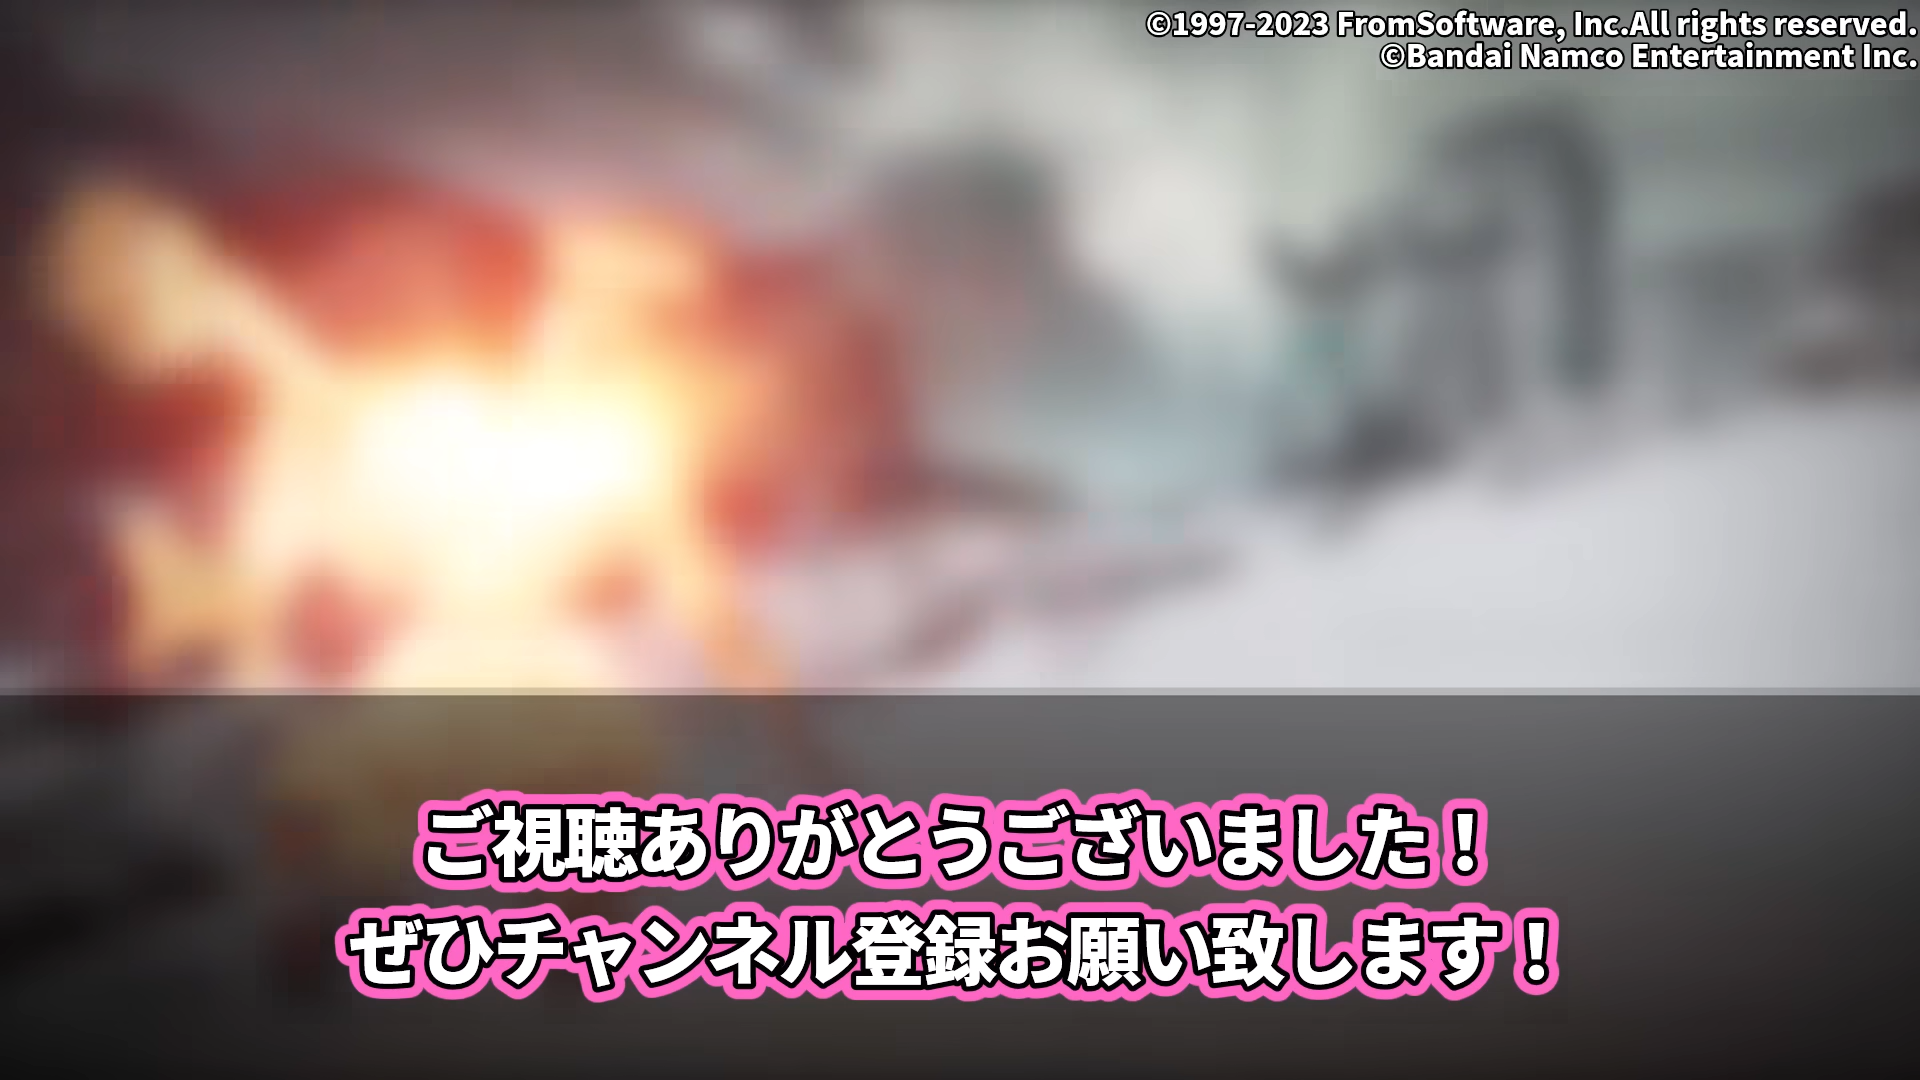 ©1997-2023 FromSoftware, Inc.All rights reserved.
©Bandai Namco Entertainment Inc.
ご視聴ありがとうございました！
ぜひチャンネル登録お願い致します！